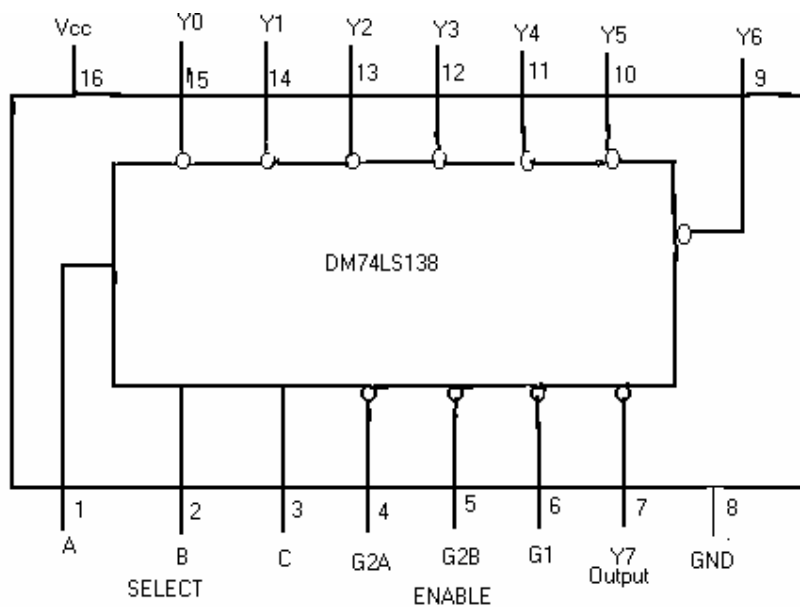 Vcc Y0 Y1 Y2 Y3 Y4 Y5 Y6
16 15 14 13 12 11 10 9
DM74LS138
1 2 3 4 5 6 7 8
A B C G2A G2B G1 Y7 GND
SELECT ENABLE Output